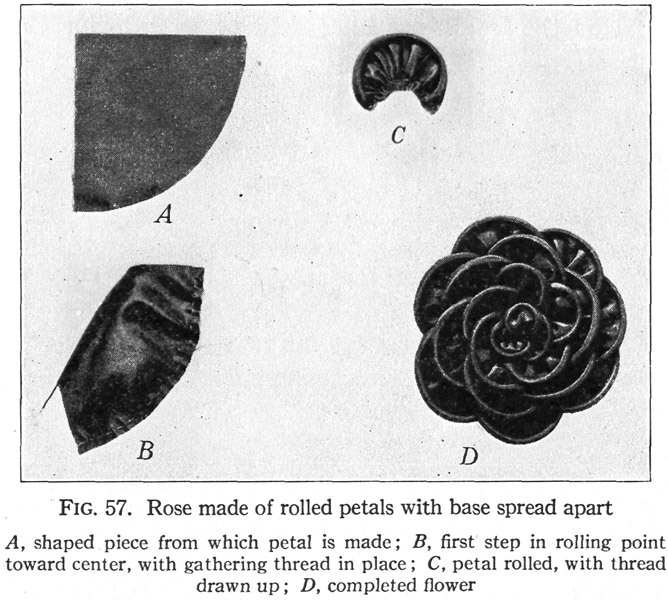 A
C
B
D
FIG. 57. Rose made of rolled petals with base spread apart
A, shaped piece from which petal is made; B, first step in rolling point
toward center, with gathering thread in place; C, petal rolled, with thread
drawn up; D, completed flower